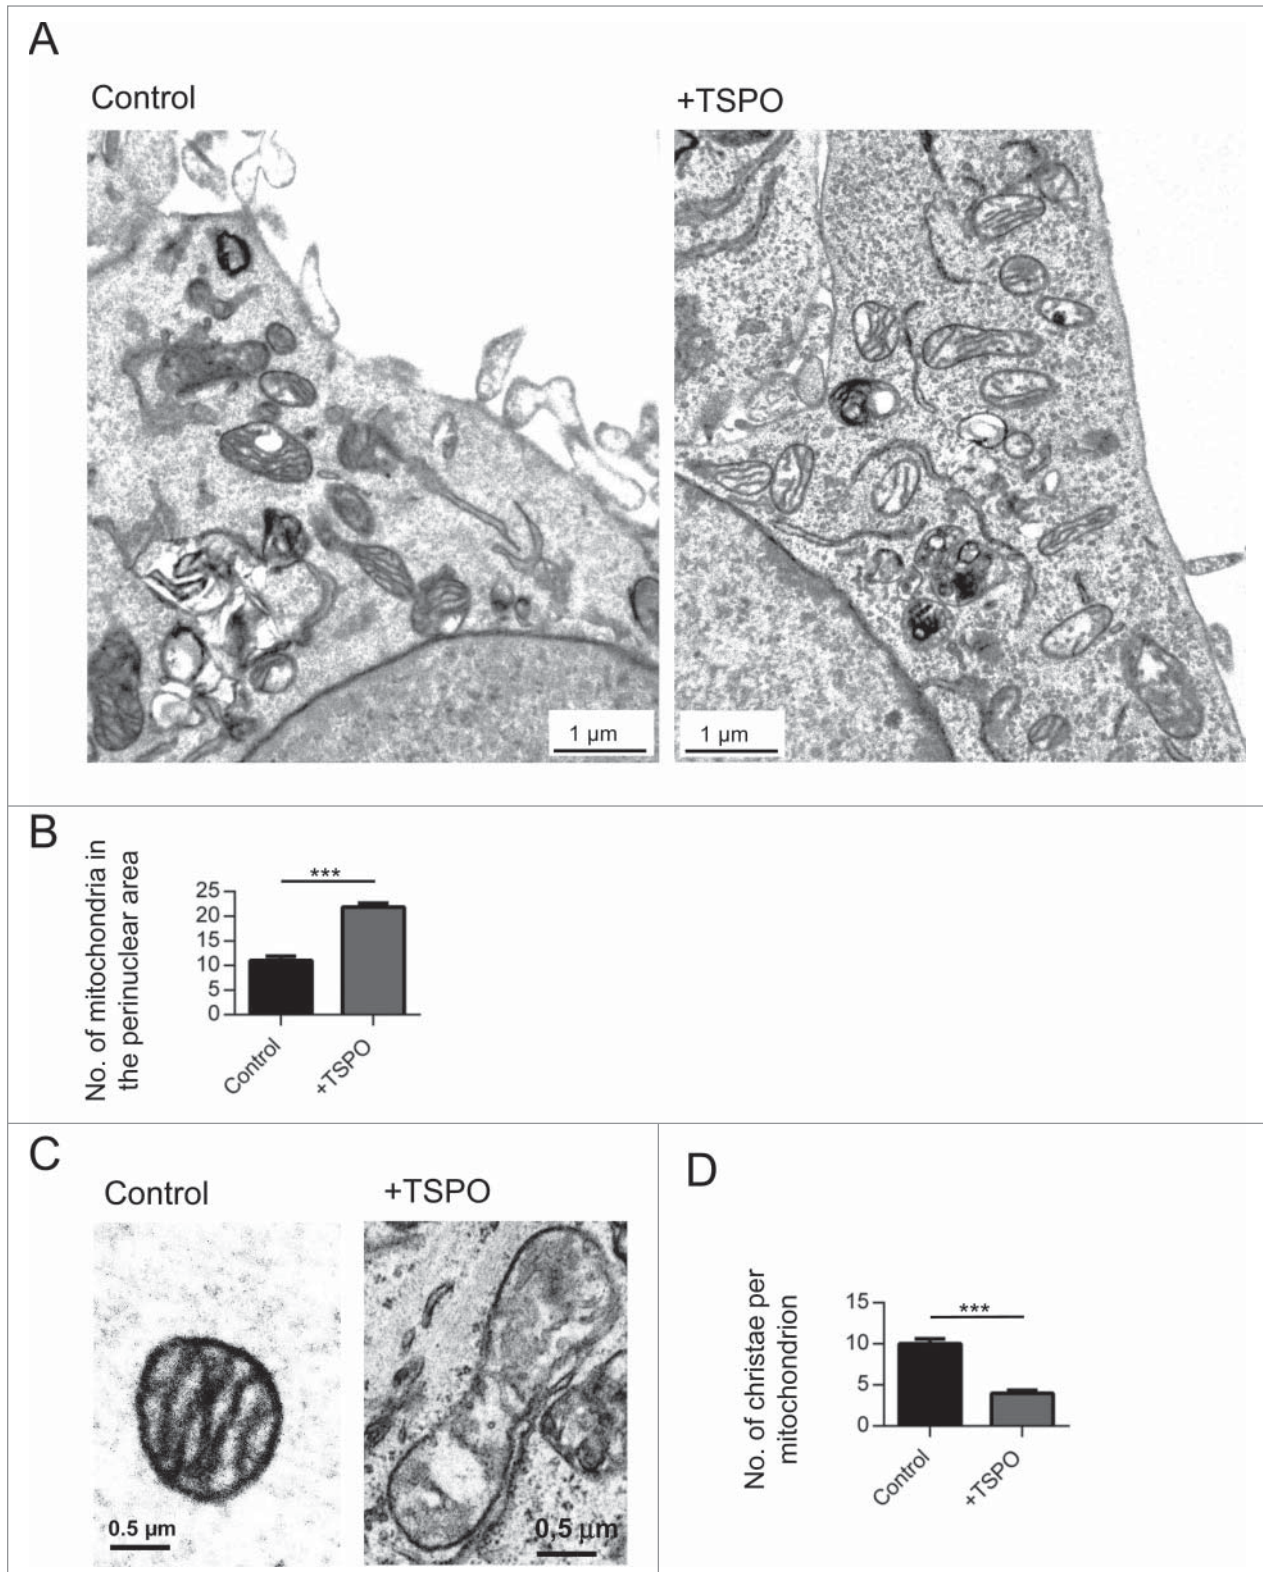 A
Control
+TSPO
1 µm
1 µm
B
No. of mitochondria in
the perinuclear area
25
20
15
10
5
0
***
Control
+TSPO
C
Control
+TSPO
0.5 µm
0,5 µm
D
No. of christae per
mitochondrion
15
10
5
0
***
Control
+TSPO